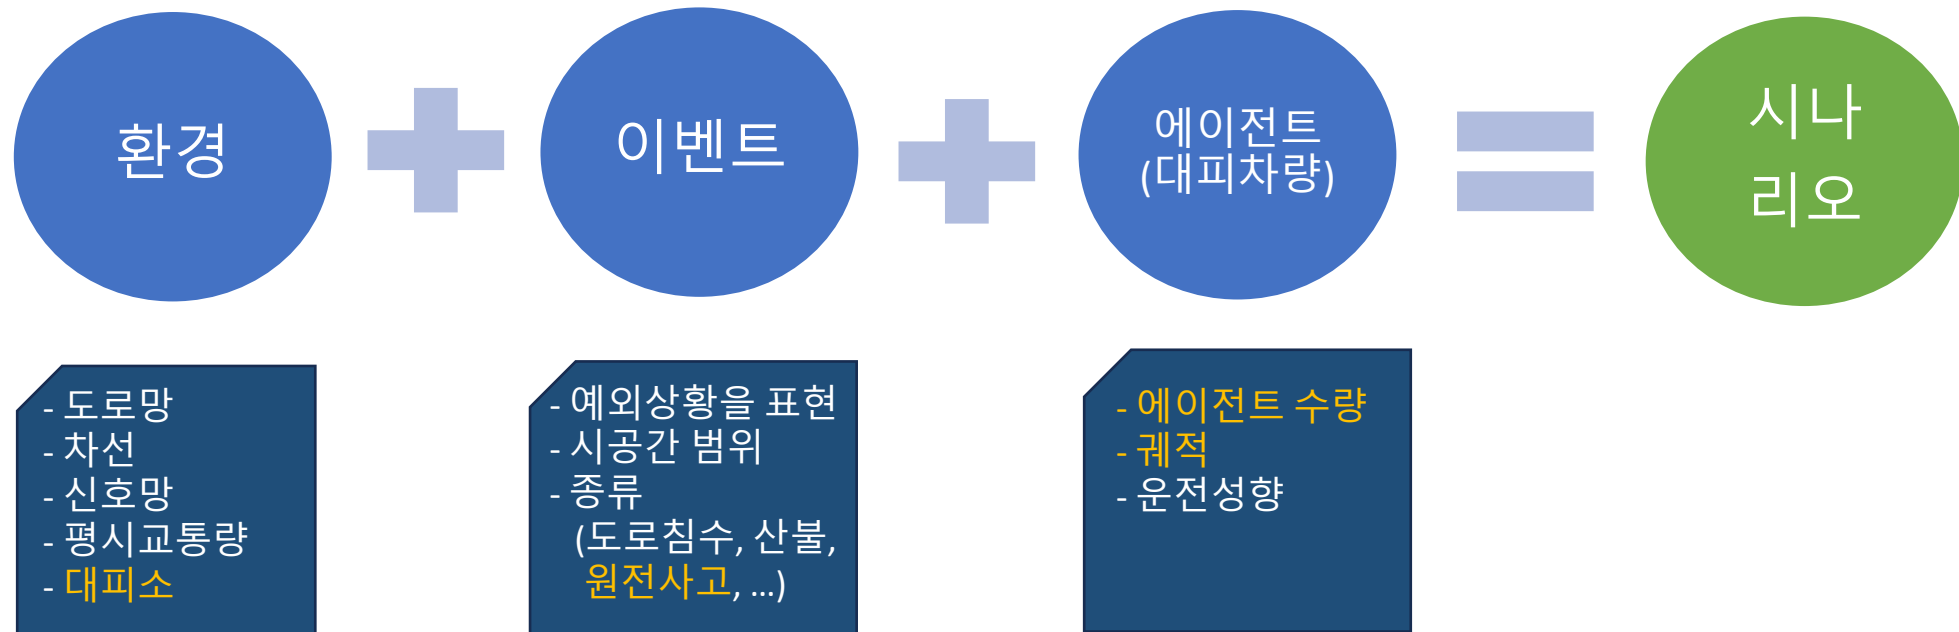 환경
이벤트
에이전트
(대피차량)
시나
리오
- 도로망
- 차선
- 신호망
- 평시교통량
- 대피소
- 예외상황을 표현
- 시공간 범위
- 종류
(도로침수, 산불,
원전사고, ...)
- 에이전트 수량
- 궤적
- 운전성향